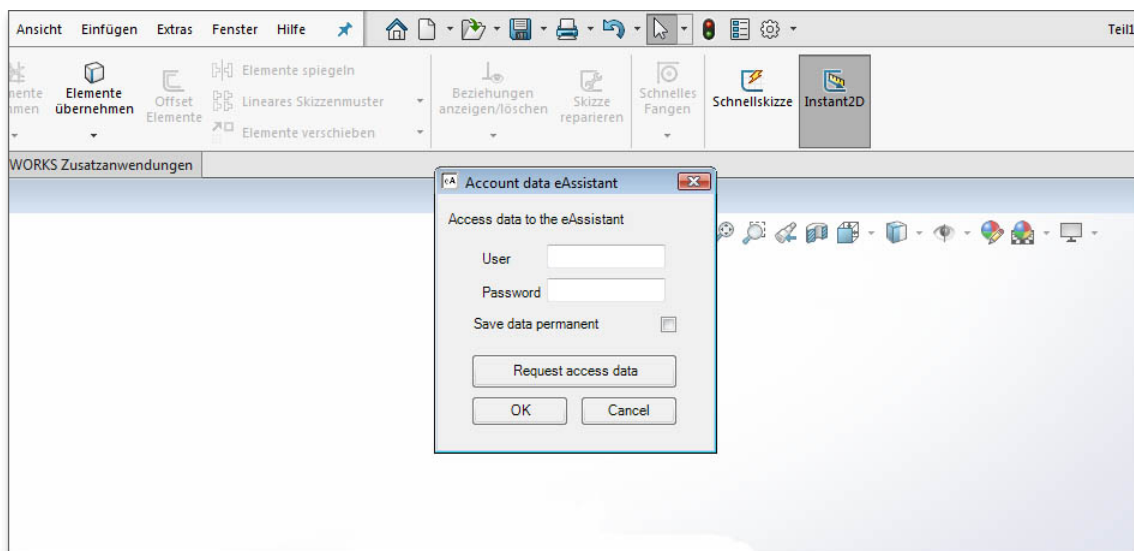 Ansicht Einfügen Extras Fenster Hilfe Teil1
Elemente spiegeln
Elemente
übernehmen
Offset
Elemente
Lineares Skizzenmuster
Elemente verschieben
Beziehungen
anzeigen/löschen
Skizze
reparieren
Schnelles
Fangen
Schnellskizze
Instant2D
WORKS Zusatzanwendungen
eA Account data eAssistant
Access data to the eAssistant
User
Password
Save data permanent
Request access data
OK Cancel